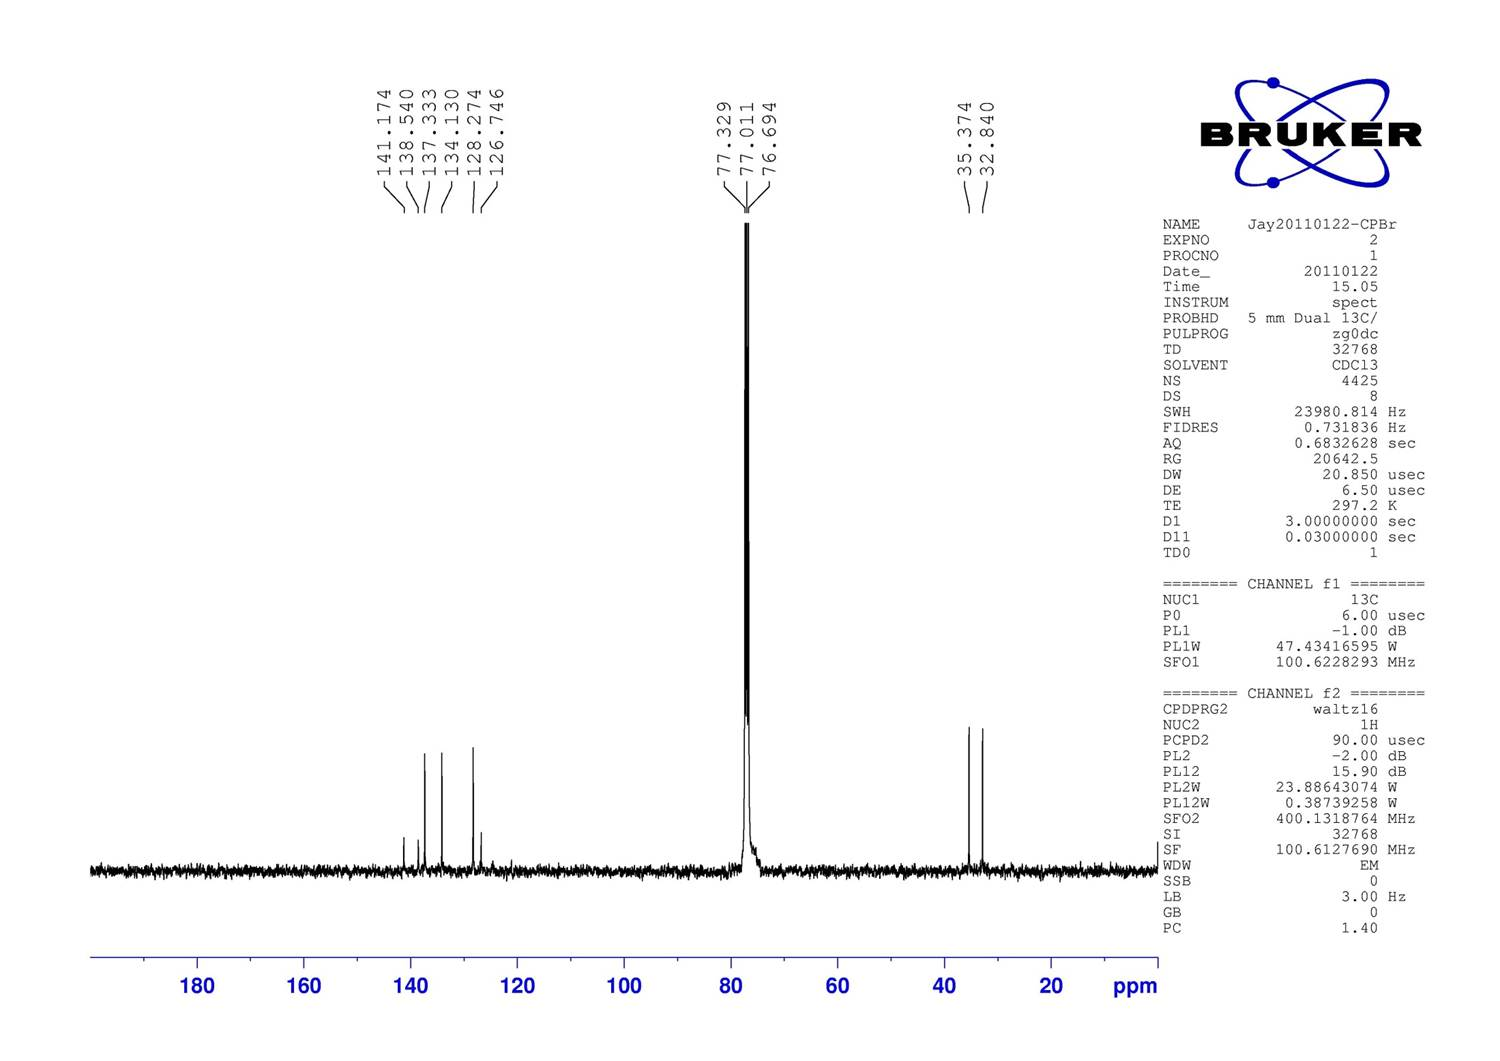 141.174
138.540
137.333
134.130
128.274
126.746
77.329
77.011
76.694
35.374
32.840
BRUKER
NAME Jay20110122-CPBr
EXPNO 2
PROCNO 1
Date_ 20110122
Time 15.05
INSTRUM spect
PROBHD 5 mm Dual 13C/
PULPROG zg0dc
TD 32768
SOLVENT CDCl3
NS 4425
DS 8
SWH 23980.814 Hz
FIDRES 0.731836 Hz
AQ 0.6832628 sec
RG 20642.5
DW 20.850 usec
DE 6.50 usec
TE 297.2 K
D1 3.00000000 sec
D11 0.03000000 sec
TD0 1
======== CHANNEL f1 ========
NUC1 13C
P0 6.00 usec
PL1 -1.00 dB
PL1W 47.43416595 W
SFO1 100.6228293 MHz
======== CHANNEL f2 ========
CPDPRG2 waltz16
NUC2 1H
PCPD2 90.00 usec
PL2 -2.00 dB
PL12 15.90 dB
PL2W 23.88643074 W
PL12W 0.38739258 W
SFO2 400.1318764 MHz
SI 32768
SF 100.6127690 MHz
WDW EM
SSB 0
LB 3.00 Hz
GB 0
PC 1.40
180 160 140 120 100 80 60 40 20 ppm